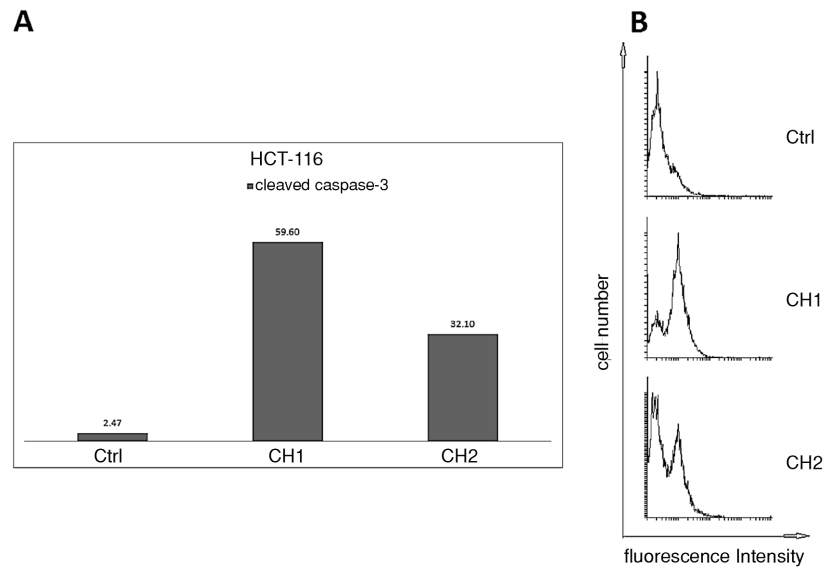 A
HCT-116
cleaved caspase-3
59.60
32.10
2.47
Ctrl
CH1
CH2
B
Ctrl
CH1
CH2
cell number
fluorescence Intensity